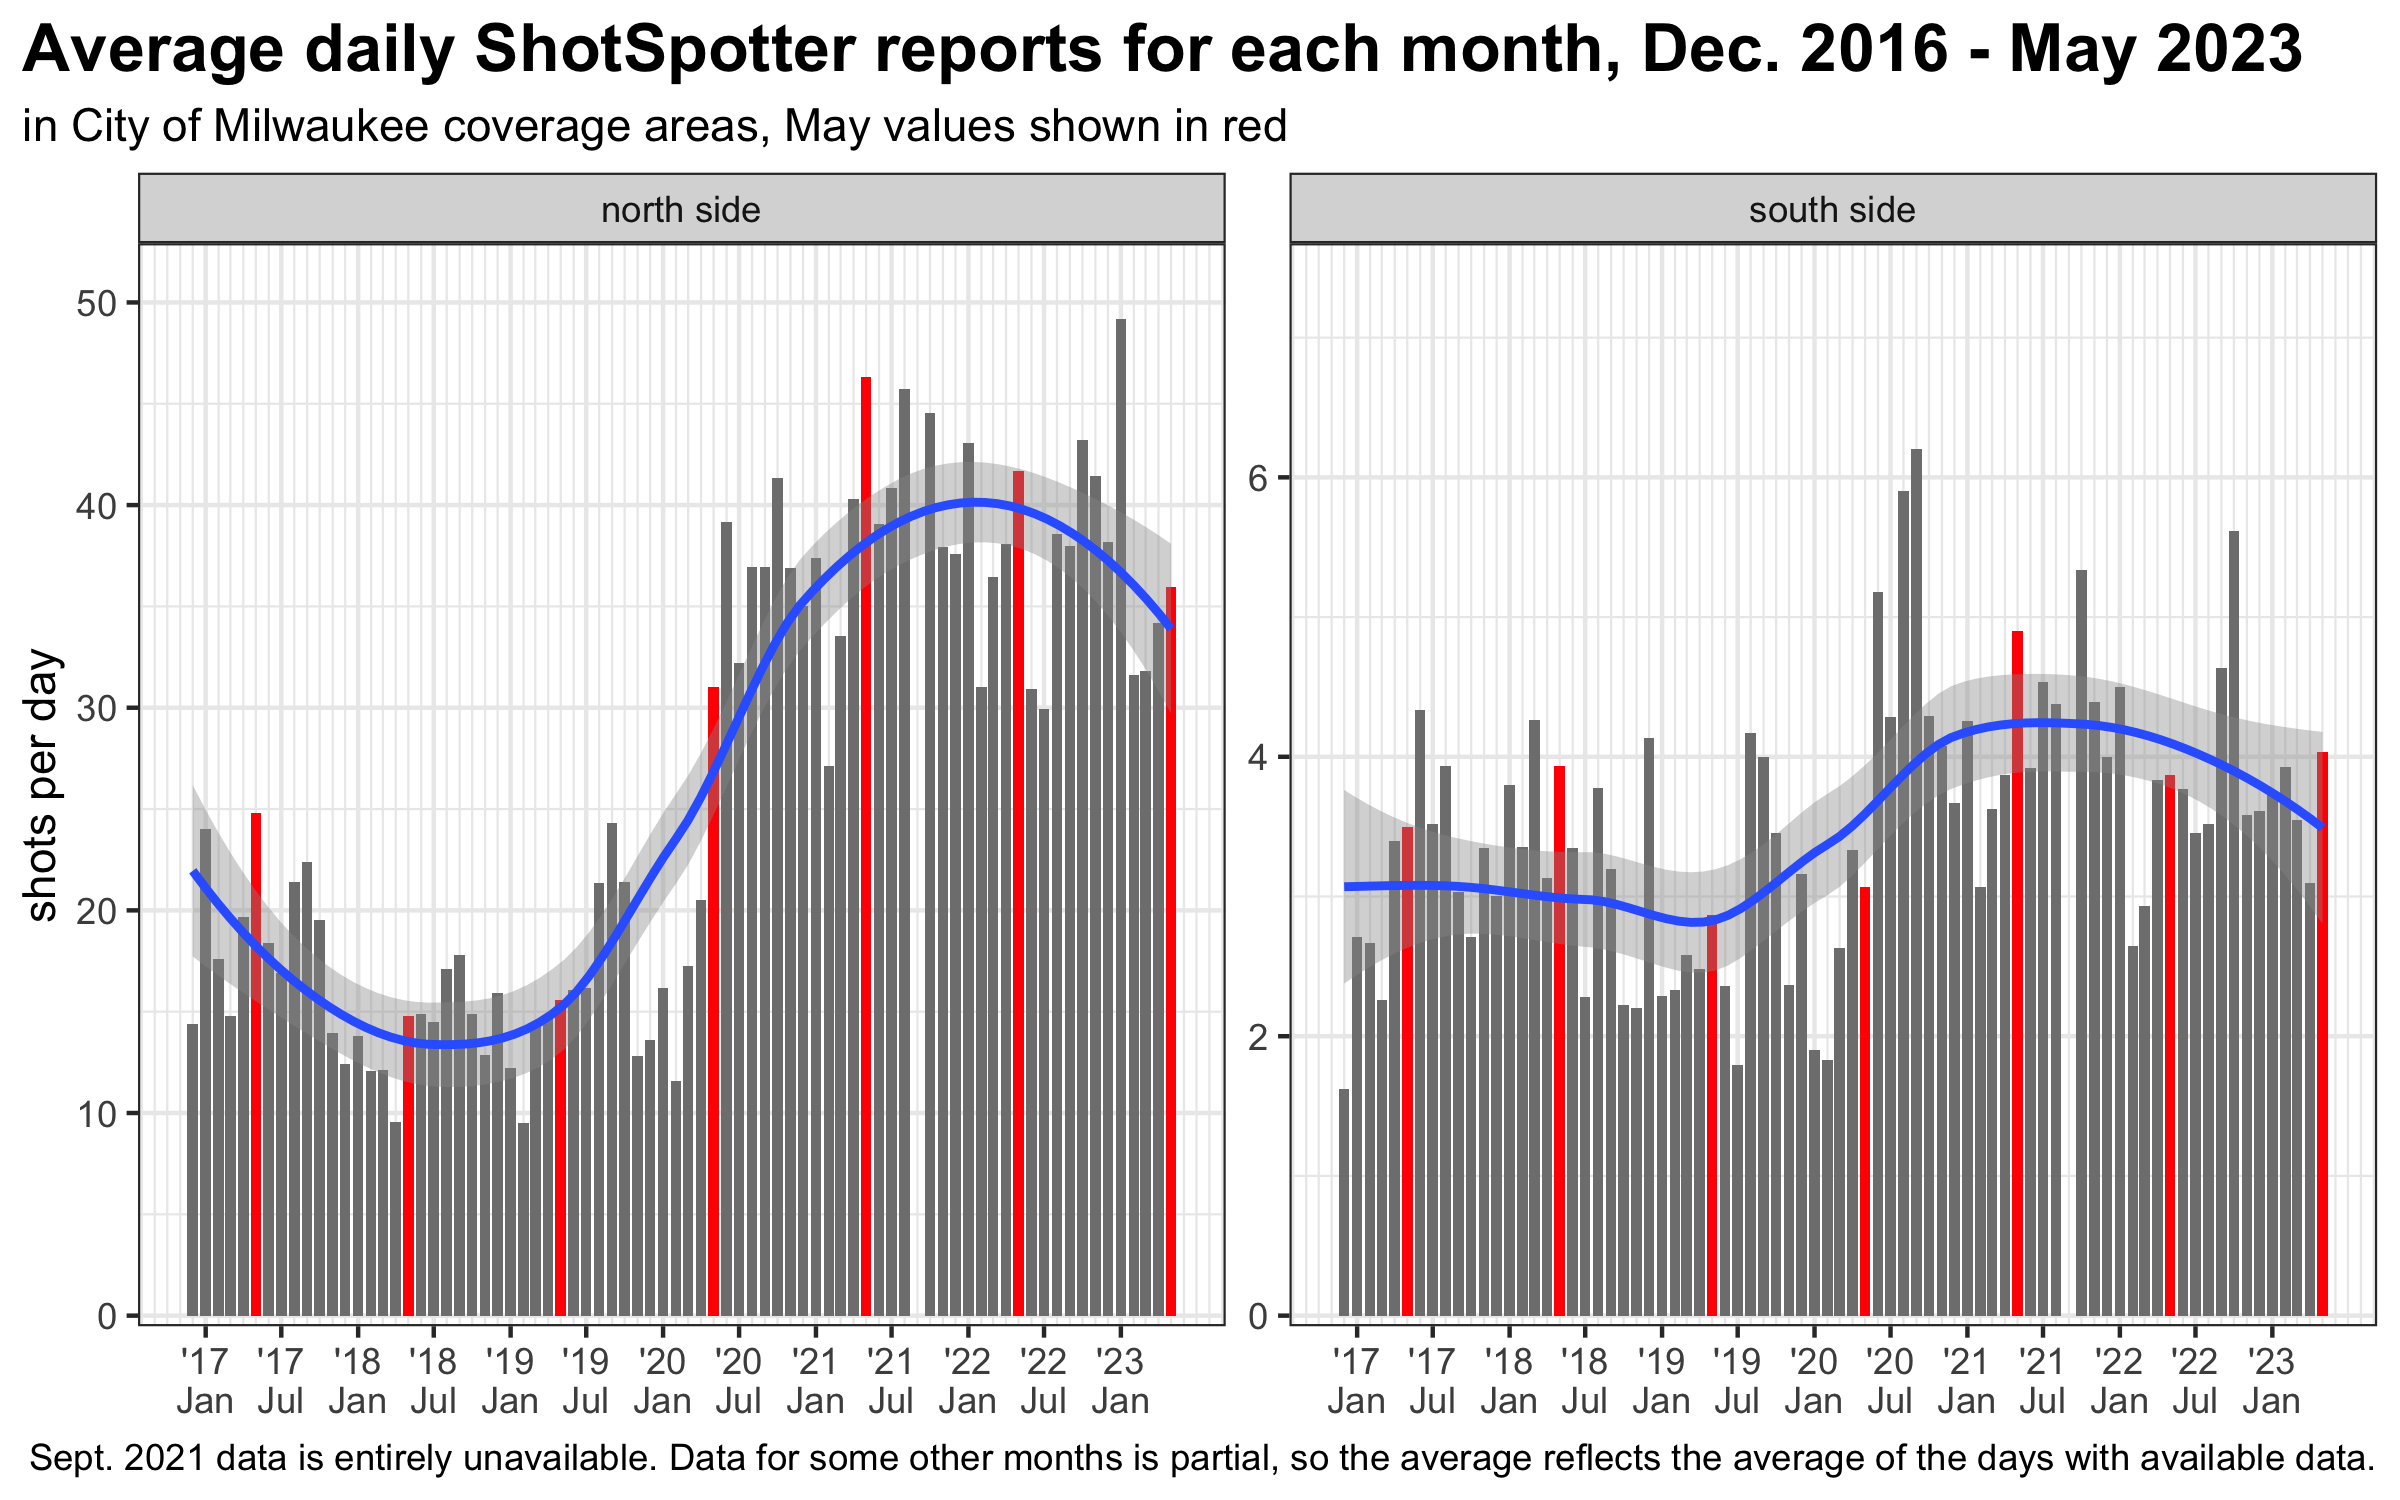 Average daily ShotSpotter reports for each month, Dec. 2016 - May 2023
in City of Milwaukee coverage areas, May values shown in red
north side
south side
shots per day
50
40
30
20
10
0
6
4
2
0
'17 '17 '18 '18 '19 '19 '20 '20 '21 '21 '22 '22 '23
Jan Jul Jan Jul Jan Jul Jan Jul Jan Jul Jan Jul Jan
'17 '17 '18 '18 '19 '19 '20 '20 '21 '21 '22 '22 '23
Jan Jul Jan Jul Jan Jul Jan Jul Jan Jul Jan Jul Jan
Sept. 2021 data is entirely unavailable. Data for some other months is partial, so the average reflects the average of the days with available data.